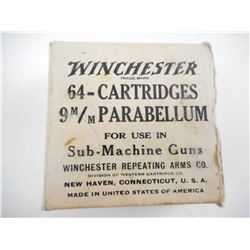 WINCHESTER
TRADE MARK
64-CARTRIDGES
9 M/M PARABELLUM
FOR USE IN
Sub-Machine Guns
WINCHESTER REPEATING ARMS CO.
DIVISION OF WESTERN CARTRIDGE CO.
NEW HAVEN, CONNECTICUT, U. S. A.
MADE IN UNITED STATES OF AMERICA